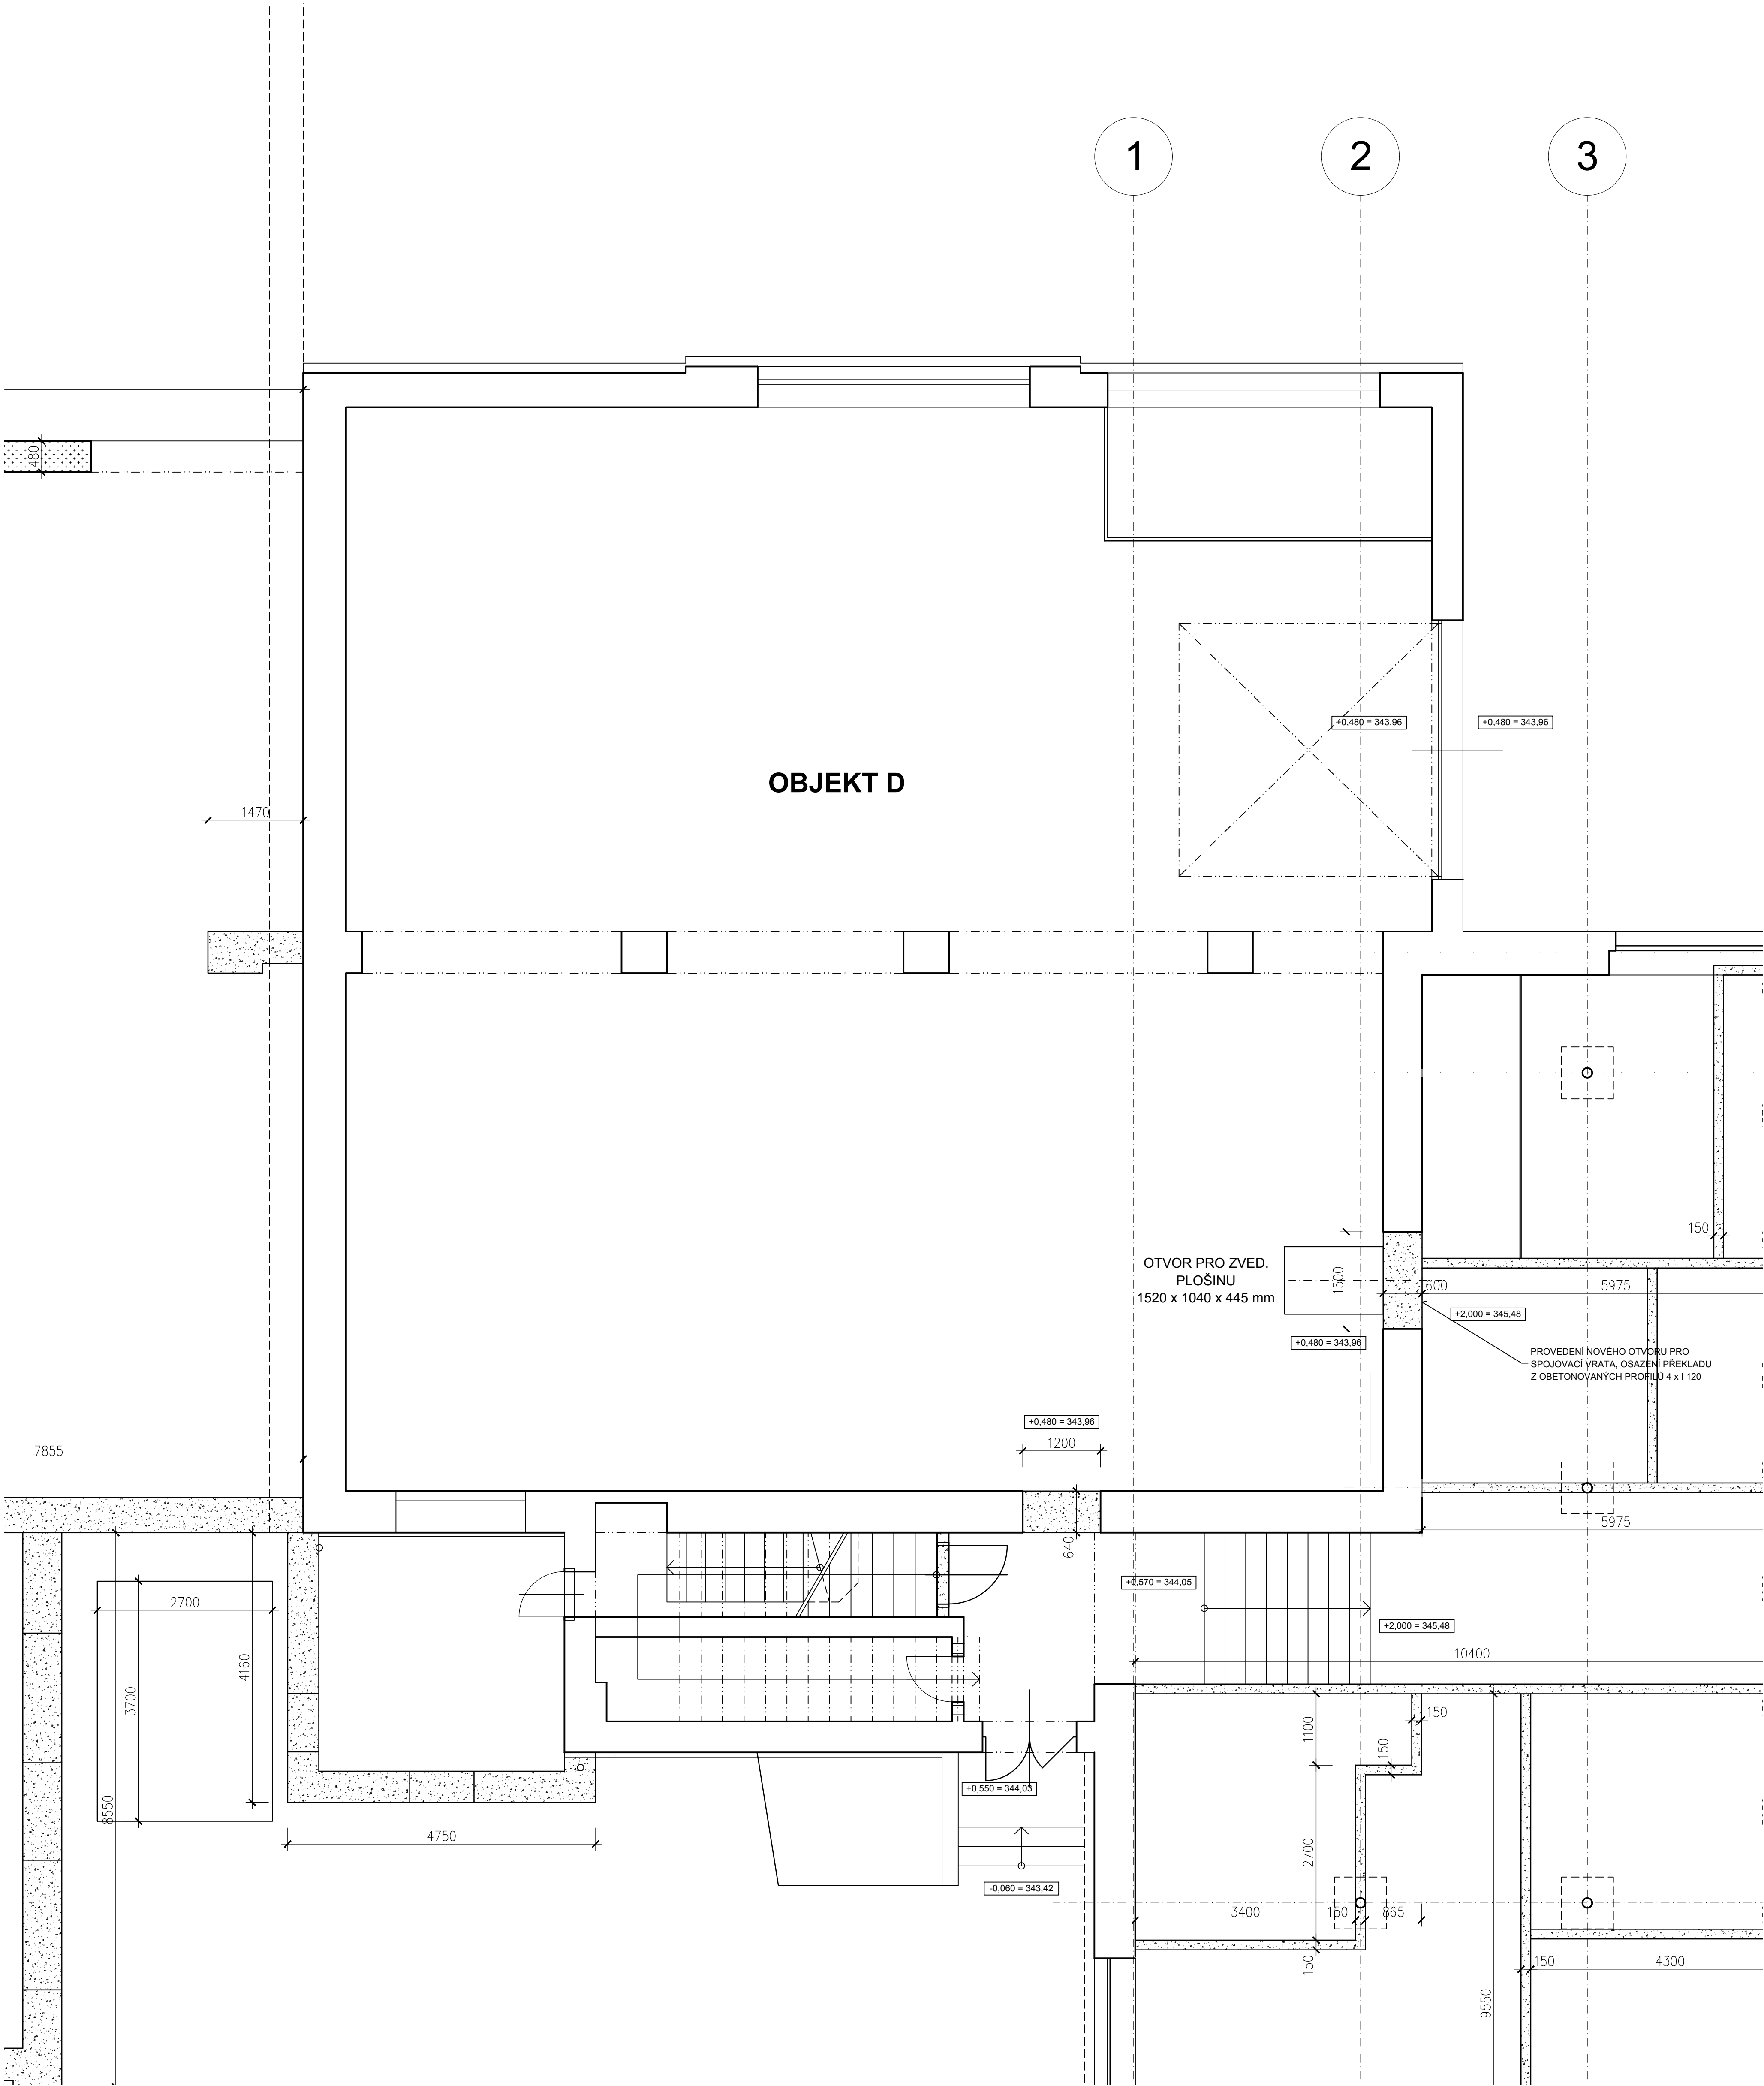 1
2
3
480
+0,480 = 343,96
+0,480 = 343,96
OBJEKT D
1470
150
OTVOR PRO ZVED.
PLOŠINU
1520 x 1040 x 445 mm
1500
600
5975
+2,000 = 345,48
+0,480 = 343,96
PROVEDENÍ NOVÉHO OTVORU PRO
SPOJOVACÍ VRATA, OSAZENÍ PŘEKLADU
Z OBETONOVANÝCH PROFILŮ 4 x I 120
+0,480 = 343,96
1200
7855
5975
640
+0,570 = 344,05
2700
+2,000 = 345,48
4160
10400
3700
1100
150
150
+0,550 = 344,03
8550
4750
2700
-0,060 = 343,42
3400
150
865
150
150
4300
9550